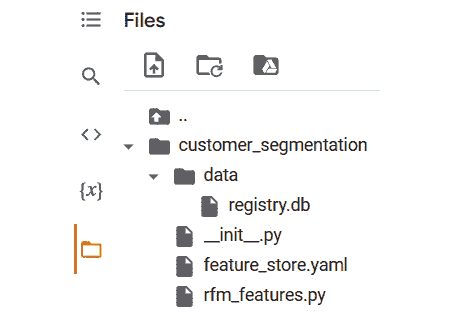 Files
..
customer_segmentation
data
registry.db
<>
__init__.py
{x}
feature_store.yaml
rfm_features.py